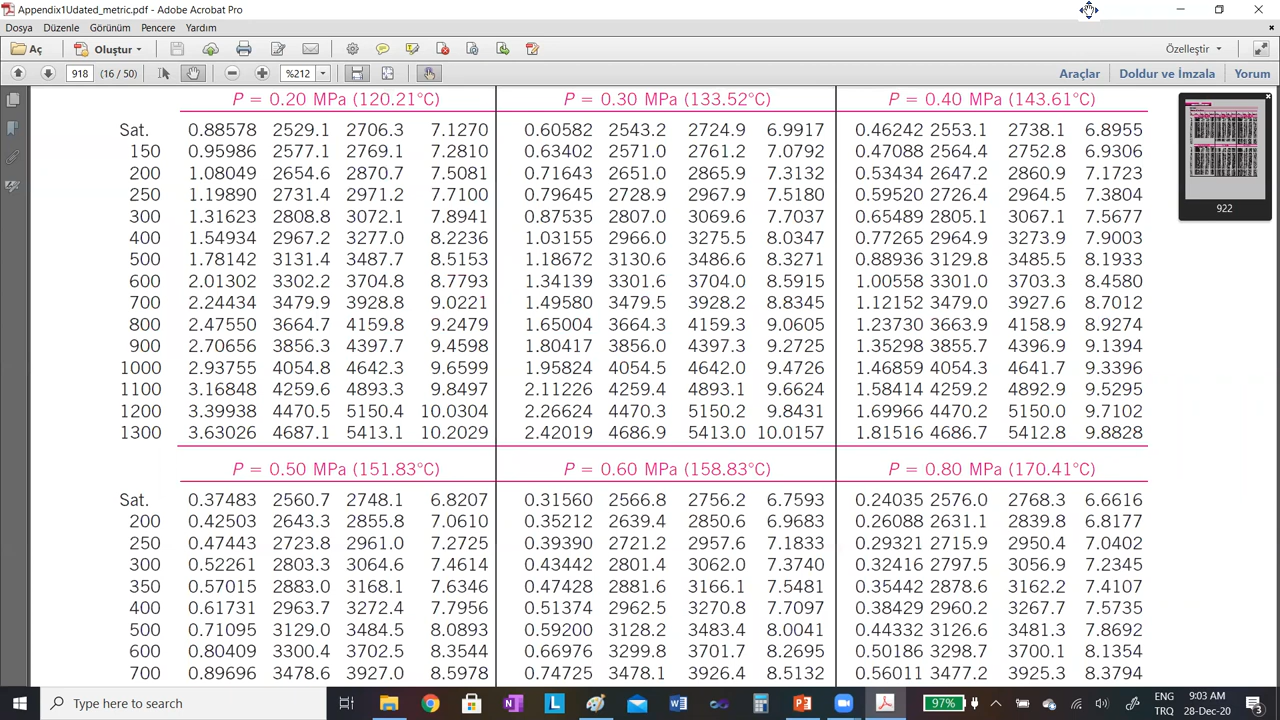 Appendix1Udated_metric.pdf - Adobe Acrobat Pro
Dosya Düzenle Görünüm Pencere Yardım
Aç Oluştur Özelleştir
918 (16 / 50) %212 Araçlar Doldur ve İmzala Yorum
P = 0.20 MPa (120.21°C) P = 0.30 MPa (133.52°C) P = 0.40 MPa (143.61°C)
Sat. 0.88578 2529.1 2706.3 7.1270 0.60582 2543.2 2724.9 6.9917 0.46242 2553.1 2738.1 6.8955
150 0.95986 2577.1 2769.1 7.2810 0.63402 2571.0 2761.2 7.0792 0.47088 2564.4 2752.8 6.9306
200 1.08049 2654.6 2870.7 7.5081 0.71643 2651.0 2865.9 7.3132 0.53434 2647.2 2860.9 7.1723
250 1.19890 2731.4 2971.2 7.7100 0.79645 2728.9 2967.9 7.5180 0.59520 2726.4 2964.5 7.3804
300 1.31623 2808.8 3072.1 7.8941 0.87535 2807.0 3069.6 7.7037 0.65489 2805.1 3067.1 7.5677
400 1.54934 2967.2 3277.0 8.2236 1.03155 2966.0 3275.5 8.0347 0.77265 2964.9 3273.9 7.9003
500 1.78142 3131.4 3487.7 8.5153 1.18672 3130.6 3486.6 8.3271 0.88936 3129.8 3485.5 8.1933
600 2.01302 3302.2 3704.8 8.7793 1.34139 3301.6 3704.0 8.5915 1.00558 3301.0 3703.3 8.4580
700 2.24434 3479.9 3928.8 9.0221 1.49580 3479.5 3928.2 8.8345 1.12152 3479.0 3927.6 8.7012
800 2.47550 3664.7 4159.8 9.2479 1.65004 3664.3 4159.3 9.0605 1.23730 3663.9 4158.9 8.9274
900 2.70656 3856.3 4397.7 9.4598 1.80417 3856.0 4397.3 9.2725 1.35298 3855.7 4396.9 9.1394
1000 2.93755 4054.8 4642.3 9.6599 1.95824 4054.5 4642.0 9.4726 1.46859 4054.3 4641.7 9.3396
1100 3.16848 4259.6 4893.3 9.8497 2.11226 4259.4 4893.1 9.6624 1.58414 4259.2 4892.9 9.5295
1200 3.39938 4470.5 5150.4 10.0304 2.26624 4470.3 5150.2 9.8431 1.69966 4470.2 5150.0 9.7102
1300 3.63026 4687.1 5413.1 10.2029 2.42019 4686.9 5413.0 10.0157 1.81516 4686.7 5412.8 9.8828
P = 0.50 MPa (151.83°C) P = 0.60 MPa (158.83°C) P = 0.80 MPa (170.41°C)
Sat. 0.37483 2560.7 2748.1 6.8207 0.31560 2566.8 2756.2 6.7593 0.24035 2576.0 2768.3 6.6616
200 0.42503 2643.3 2855.8 7.0610 0.35212 2639.4 2850.6 6.9683 0.26088 2631.1 2839.8 6.8177
250 0.47443 2723.8 2961.0 7.2725 0.39390 2721.2 2957.6 7.1833 0.29321 2715.9 2950.4 7.0402
300 0.52261 2803.3 3064.6 7.4614 0.43442 2801.4 3062.0 7.3740 0.32416 2797.5 3056.9 7.2345
350 0.57015 2883.0 3168.1 7.6346 0.47428 2881.6 3166.1 7.5481 0.35442 2878.6 3162.2 7.4107
400 0.61731 2963.7 3272.4 7.7956 0.51374 2962.5 3270.8 7.7097 0.38429 2960.2 3267.7 7.5735
500 0.71095 3129.0 3484.5 8.0893 0.59200 3128.2 3483.4 8.0041 0.44332 3126.6 3481.3 7.8692
600 0.80409 3300.4 3702.5 8.3544 0.66976 3299.8 3701.7 8.2695 0.50186 3298.7 3700.1 8.1354
700 0.89696 3478.6 3927.0 8.5978 0.74725 3478.1 3926.4 8.5132 0.56011 3477.2 3925.3 8.3794
922
Type here to search
97%
ENG
TRQ
9:03 AM
28-Dec-20
3